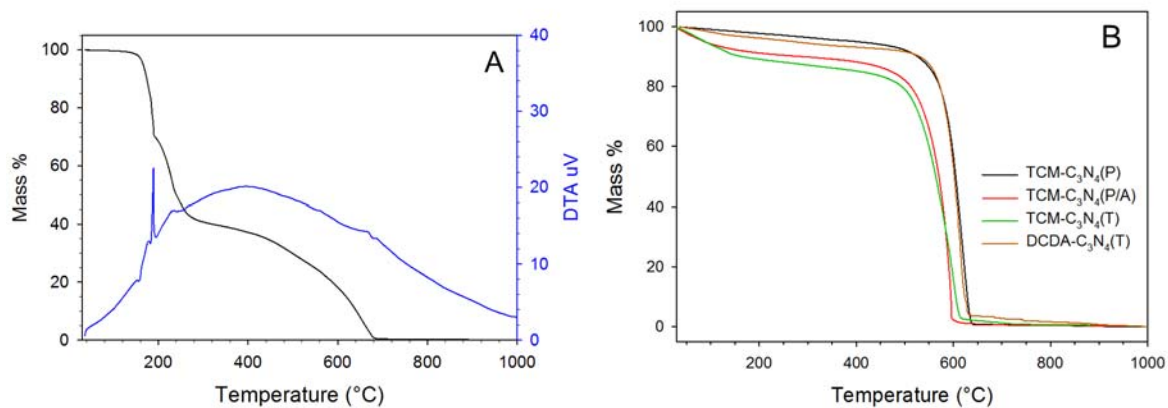 A
Mass %
100
80
60
40
20
0
DTA uV
40
30
20
10
0
200
400
600
800
1000
Temperature (°C)
B
Mass %
100
80
60
40
20
0
TCM-C₃N₄(P)
TCM-C₃N₄(P/A)
TCM-C₃N₄(T)
DCDA-C₃N₄(T)
200
400
600
800
1000
Temperature (°C)